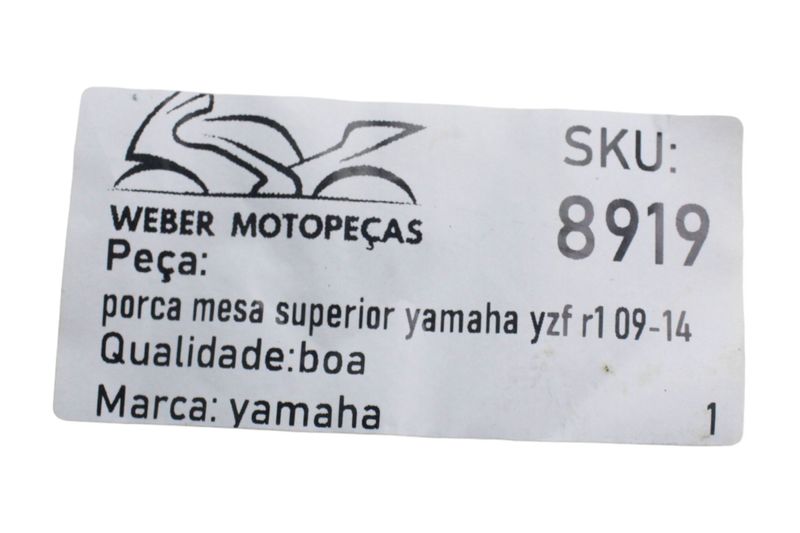 WEBER MOTOPEÇAS
SKU:
8919
Peça:
porca mesa superior yamaha yzf r1 09-14
Qualidade:boa
Marca: yamaha
1